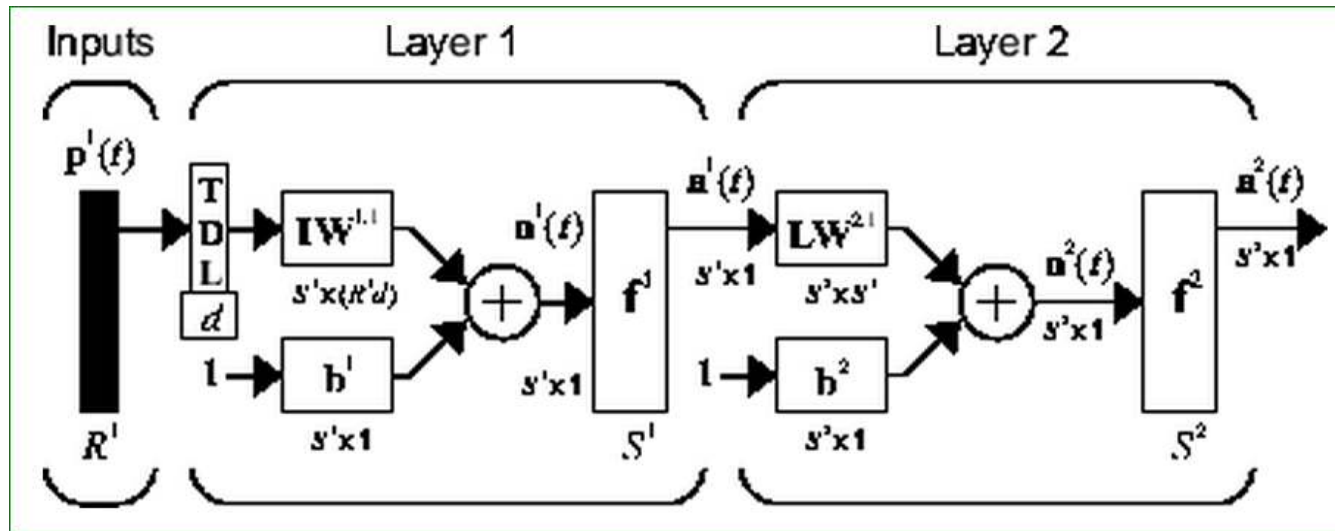 Inputs
Layer 1
Layer 2
p¹(t)
T
D
L
d
IW¹·¹
S¹x(R¹d)
1
b¹
S¹x1
n¹(t)
S¹x1
f¹
S¹
a¹(t)
S¹x1
LW²·¹
S²xS¹
1
b²
S²x1
n²(t)
S²x1
f²
S²
a²(t)
S²x1
R¹